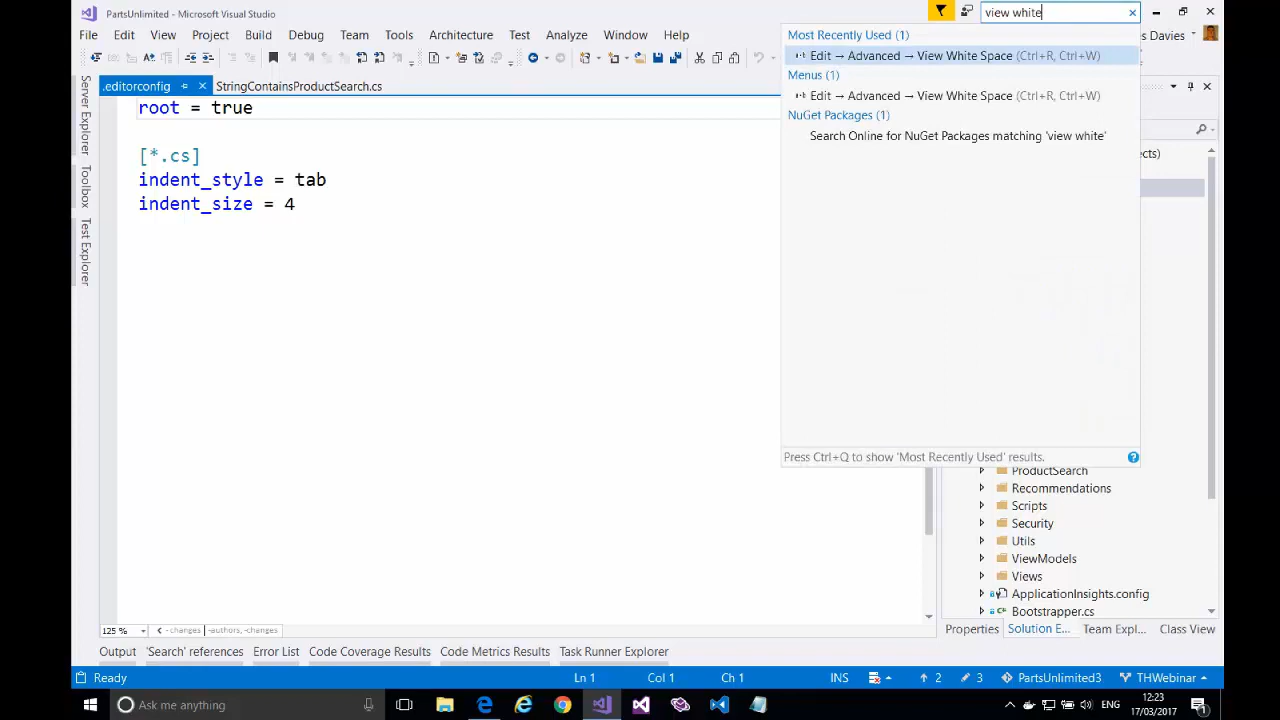 PartsUnlimited - Microsoft Visual Studio
view white
File Edit View Project Build Debug Team Tools Architecture Test Analyze Window Help
s Davies
Most Recently Used (1)
Edit → Advanced → View White Space (Ctrl+R, Ctrl+W)
Menus (1)
Edit → Advanced → View White Space (Ctrl+R, Ctrl+W)
NuGet Packages (1)
Search Online for NuGet Packages matching 'view white'
Press Ctrl+Q to show 'Most Recently Used' results.
Server Explorer
Toolbox
Test Explorer
.editorconfig
StringContainsProductSearch.cs
root = true
[*.cs]
indent_style = tab
indent_size = 4
ects)
ProductSearch
Recommendations
Scripts
Security
Utils
ViewModels
Views
ApplicationInsights.config
Bootstrapper.cs
125 %
- changes | -authors, -changes
Properties Solution E... Team Expl... Class View
Output 'Search' references Error List Code Coverage Results Code Metrics Results Task Runner Explorer
Ready Ln 1 Col 1 Ch 1 INS 2 3 PartsUnlimited3 THWebinar
Ask me anything
ENG
12:23
17/03/2017
1